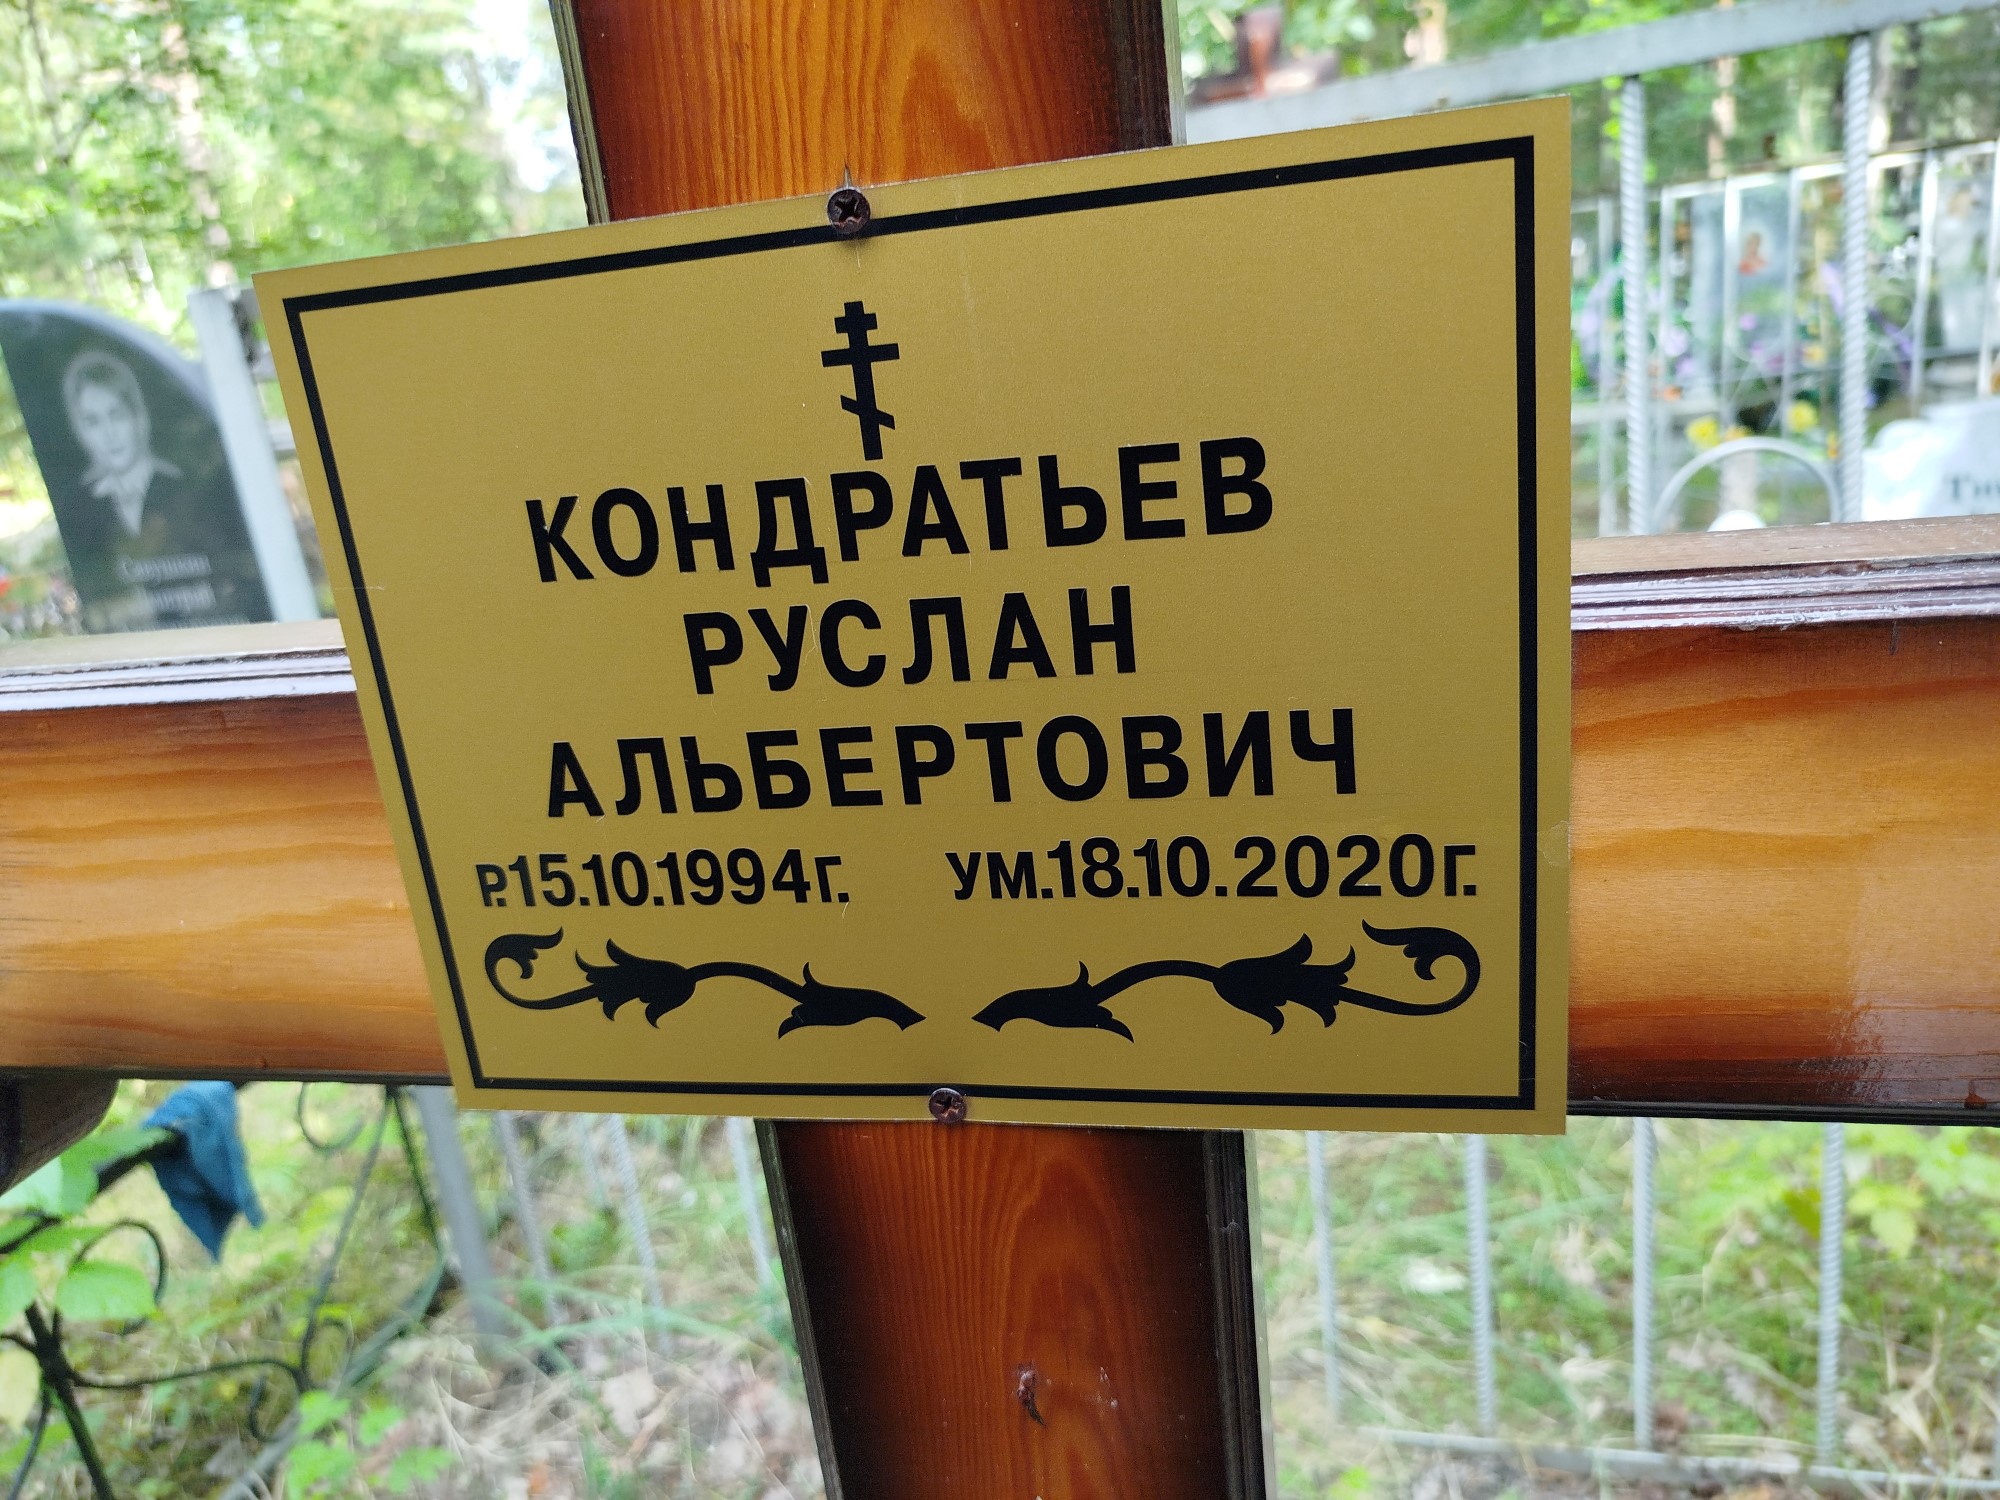 КОНДРАТЬЕВ
РУСЛАН
АЛЬБЕРТОВИЧ
Р.15.10.1994г. УМ.18.10.2020г.